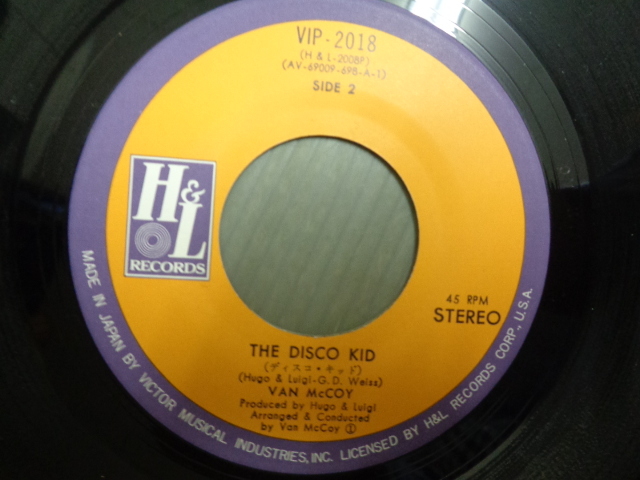 VIP-2018
(H & L-2008P)
(AV-69009-698-A-1)
SIDE 2
H&L
RECORDS
45 RPM
STEREO
THE DISCO KID
(ディスコ・キッド)
(Hugo & Luigi-G.D. Weiss)
VAN McCOY
Produced by Hugo & Luigi
Arranged & Conducted
by Van McCoy Ⓘ
MADE IN JAPAN BY VICTOR MUSICAL INDUSTRIES, INC. LICENSED BY H&L RECORDS CORP., U.S.A.